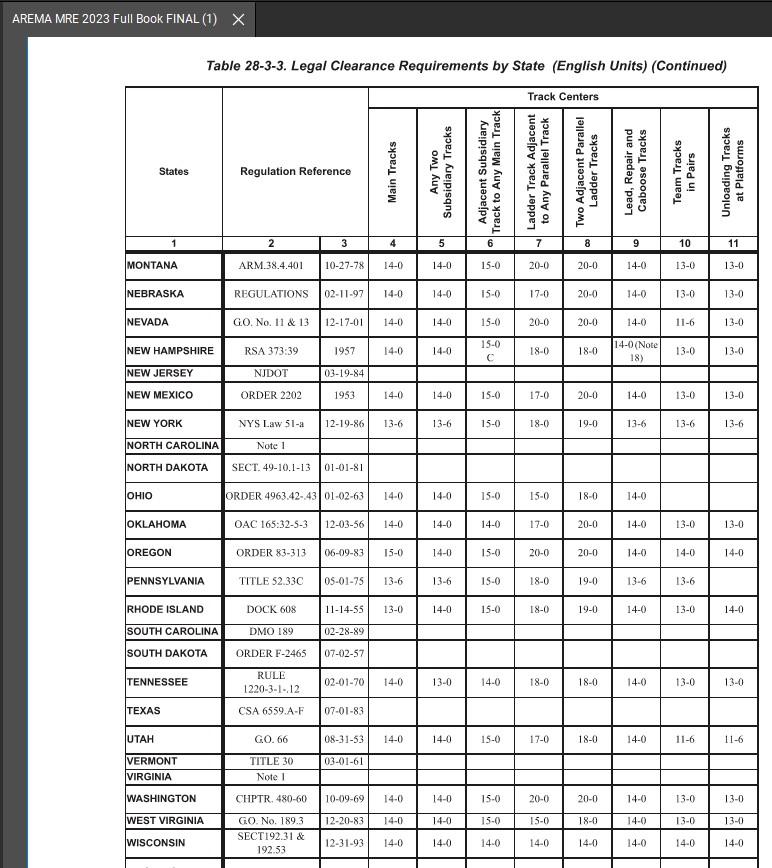 AREMA MRE 2023 Full Book FINAL (1)
Table 28-3-3. Legal Clearance Requirements by State (English Units) (Continued)
States
Regulation Reference
Track Centers
Main Tracks
Any Two
Subsidiary Tracks
Adjacent Subsidiary
Track to Any Main Track
Ladder Track Adjacent
to Any Parallel Track
Two Adjacent Parallel
Ladder Tracks
Lead, Repair and
Caboose Tracks
Team Tracks
in Pairs
Unloading Tracks
at Platforms
1 2 3 4 5 6 7 8 9 10 11
MONTANA ARM.38.4.401 10-27-78 14-0 14-0 15-0 20-0 20-0 14-0 13-0 13-0
NEBRASKA REGULATIONS 02-11-97 14-0 14-0 15-0 17-0 20-0 14-0 13-0 13-0
NEVADA G.O. No. 11 & 13 12-17-01 14-0 14-0 15-0 20-0 20-0 14-0 11-6 13-0
NEW HAMPSHIRE RSA 373:39 1957 14-0 14-0 15-0 C 18-0 18-0 14-0 (Note 18) 13-0 13-0
NEW JERSEY NJDOT 03-19-84
NEW MEXICO ORDER 2202 1953 14-0 14-0 15-0 17-0 20-0 14-0 13-0 13-0
NEW YORK NYS Law 51-a 12-19-86 13-6 13-6 15-0 18-0 19-0 13-6 13-6 13-6
NORTH CAROLINA Note 1
NORTH DAKOTA SECT. 49-10.1-13 01-01-81
OHIO ORDER 4963.42-.43 01-02-63 14-0 14-0 15-0 15-0 18-0 14-0
OKLAHOMA OAC 165:32-5-3 12-03-56 14-0 14-0 14-0 17-0 20-0 14-0 13-0 13-0
OREGON ORDER 83-313 06-09-83 15-0 14-0 15-0 20-0 20-0 14-0 14-0 14-0
PENNSYLVANIA TITLE 52.33C 05-01-75 13-6 13-6 15-0 18-0 19-0 13-6 13-6
RHODE ISLAND DOCK 608 11-14-55 13-0 14-0 15-0 18-0 19-0 14-0 13-0 14-0
SOUTH CAROLINA DMO 189 02-28-89
SOUTH DAKOTA ORDER F-2465 07-02-57
TENNESSEE RULE 1220-3-1-.12 02-01-70 14-0 13-0 14-0 18-0 18-0 14-0 13-0 13-0
TEXAS CSA 6559.A-F 07-01-83
UTAH G.O. 66 08-31-53 14-0 14-0 15-0 17-0 18-0 14-0 11-6 11-6
VERMONT TITLE 30 03-01-61
VIRGINIA Note 1
WASHINGTON CHPTR. 480-60 10-09-69 14-0 14-0 15-0 20-0 20-0 14-0 13-0 13-0
WEST VIRGINIA G.O. No. 189.3 12-20-83 14-0 14-0 15-0 15-0 18-0 14-0 13-0 13-0
WISCONSIN SECT192.31 & 192.53 12-31-93 14-0 14-0 14-0 14-0 14-0 14-0 14-0 14-0